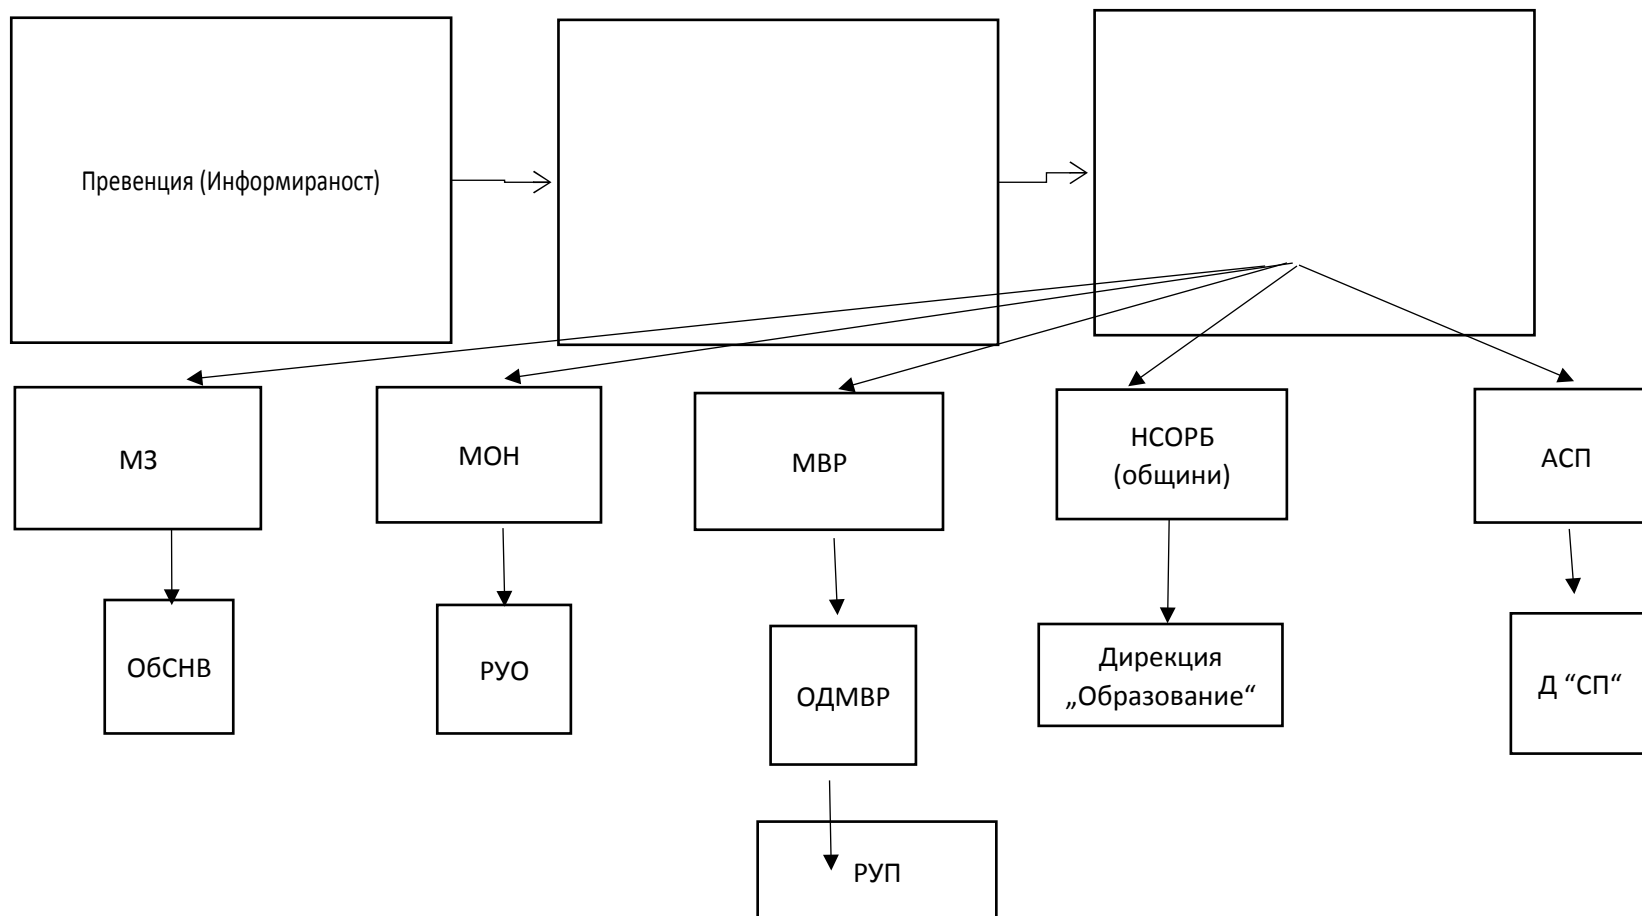 Превенция (Информираност)
МЗ
МОН
МВР
НСОРБ
(общини)
АСП
ОбСНВ
РУО
ОДМВР
Дирекция
„Образование“
Д “СП“
РУП